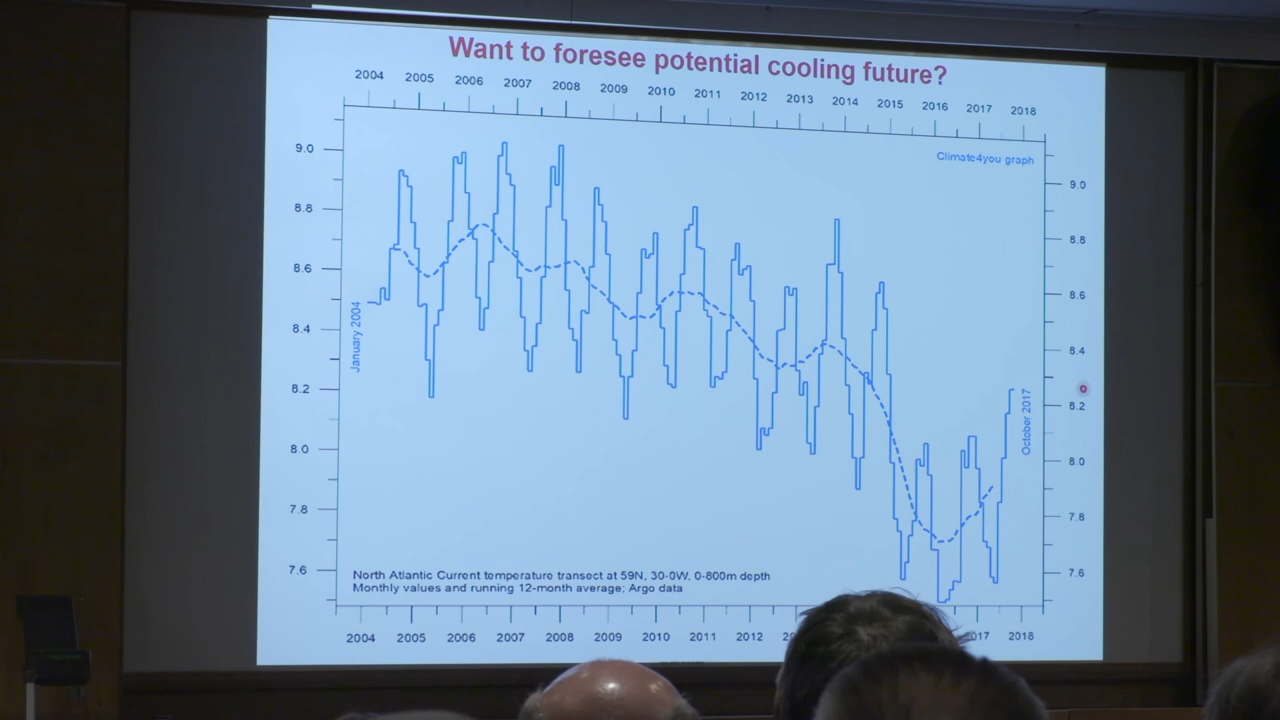 Want to foresee potential cooling future?
2004 2005 2006 2007 2008 2009 2010 2011 2012 2013 2014 2015 2016 2017 2018
Climate4you graph
9.0
8.8
8.6
8.4
8.2
8.0
7.8
7.6
January 2004
9.0
8.8
8.6
8.4
8.2
8.0
7.8
7.6
October 2017
North Atlantic Current temperature transect at 59N, 30-0W, 0-800m depth
Monthly values and running 12-month average; Argo data
2004 2005 2006 2007 2008 2009 2010 2011 2012 2018